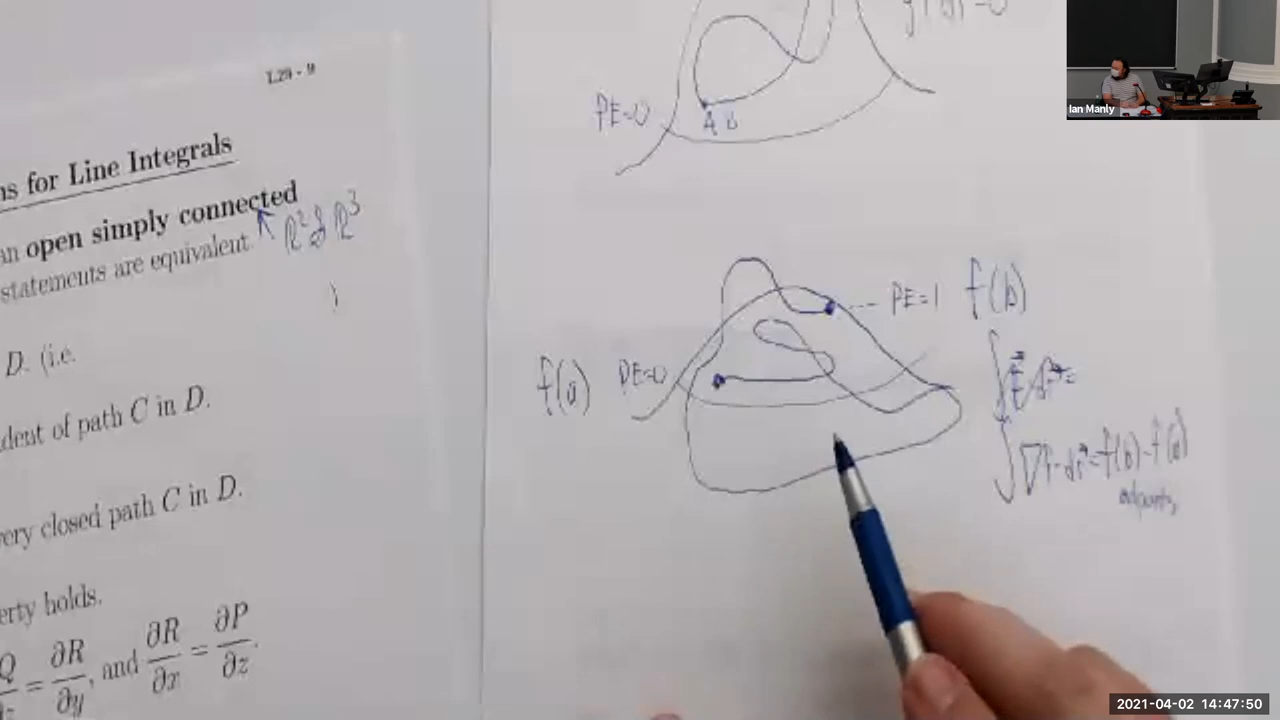 L29 - 9
ns for Line Integrals
an open simply connected
statements are equivalent
ℝ² & ℝ³
D. (i.e.
dent of path C in D.
very closed path C in D.
erty holds.
= ∂R/∂y, and ∂R/∂x = ∂P/∂z.
PE=0
A B
PE=1 f(b)
f(a) PE=0
∫ F · dr =
∫ ∇f · dr = f(b) - f(a)
Ian Manly
2021-04-02 14:47:50